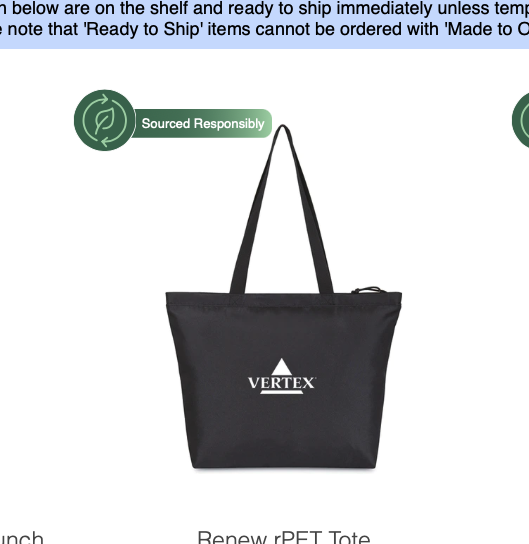 n below are on the shelf and ready to ship immediately unless temp
e note that 'Ready to Ship' items cannot be ordered with 'Made to O
Sourced Responsibly
VERTEX
unch
Renew rPET Tote